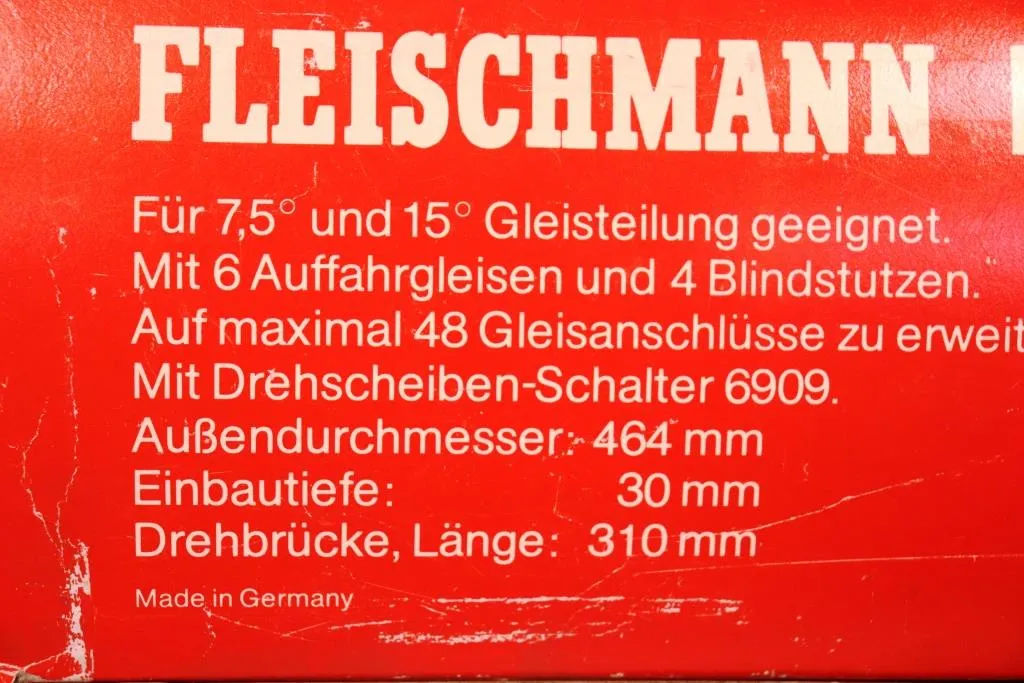 FLEISCHMANN
Für 7,5° und 15° Gleisteilung geeignet.
Mit 6 Auffahrgleisen und 4 Blindstutzen.
Auf maximal 48 Gleisanschlüsse zu erweit
Mit Drehscheiben-Schalter 6909.
Außendurchmesser: 464 mm
Einbautiefe: 30 mm
Drehbrücke, Länge: 310 mm
Made in Germany